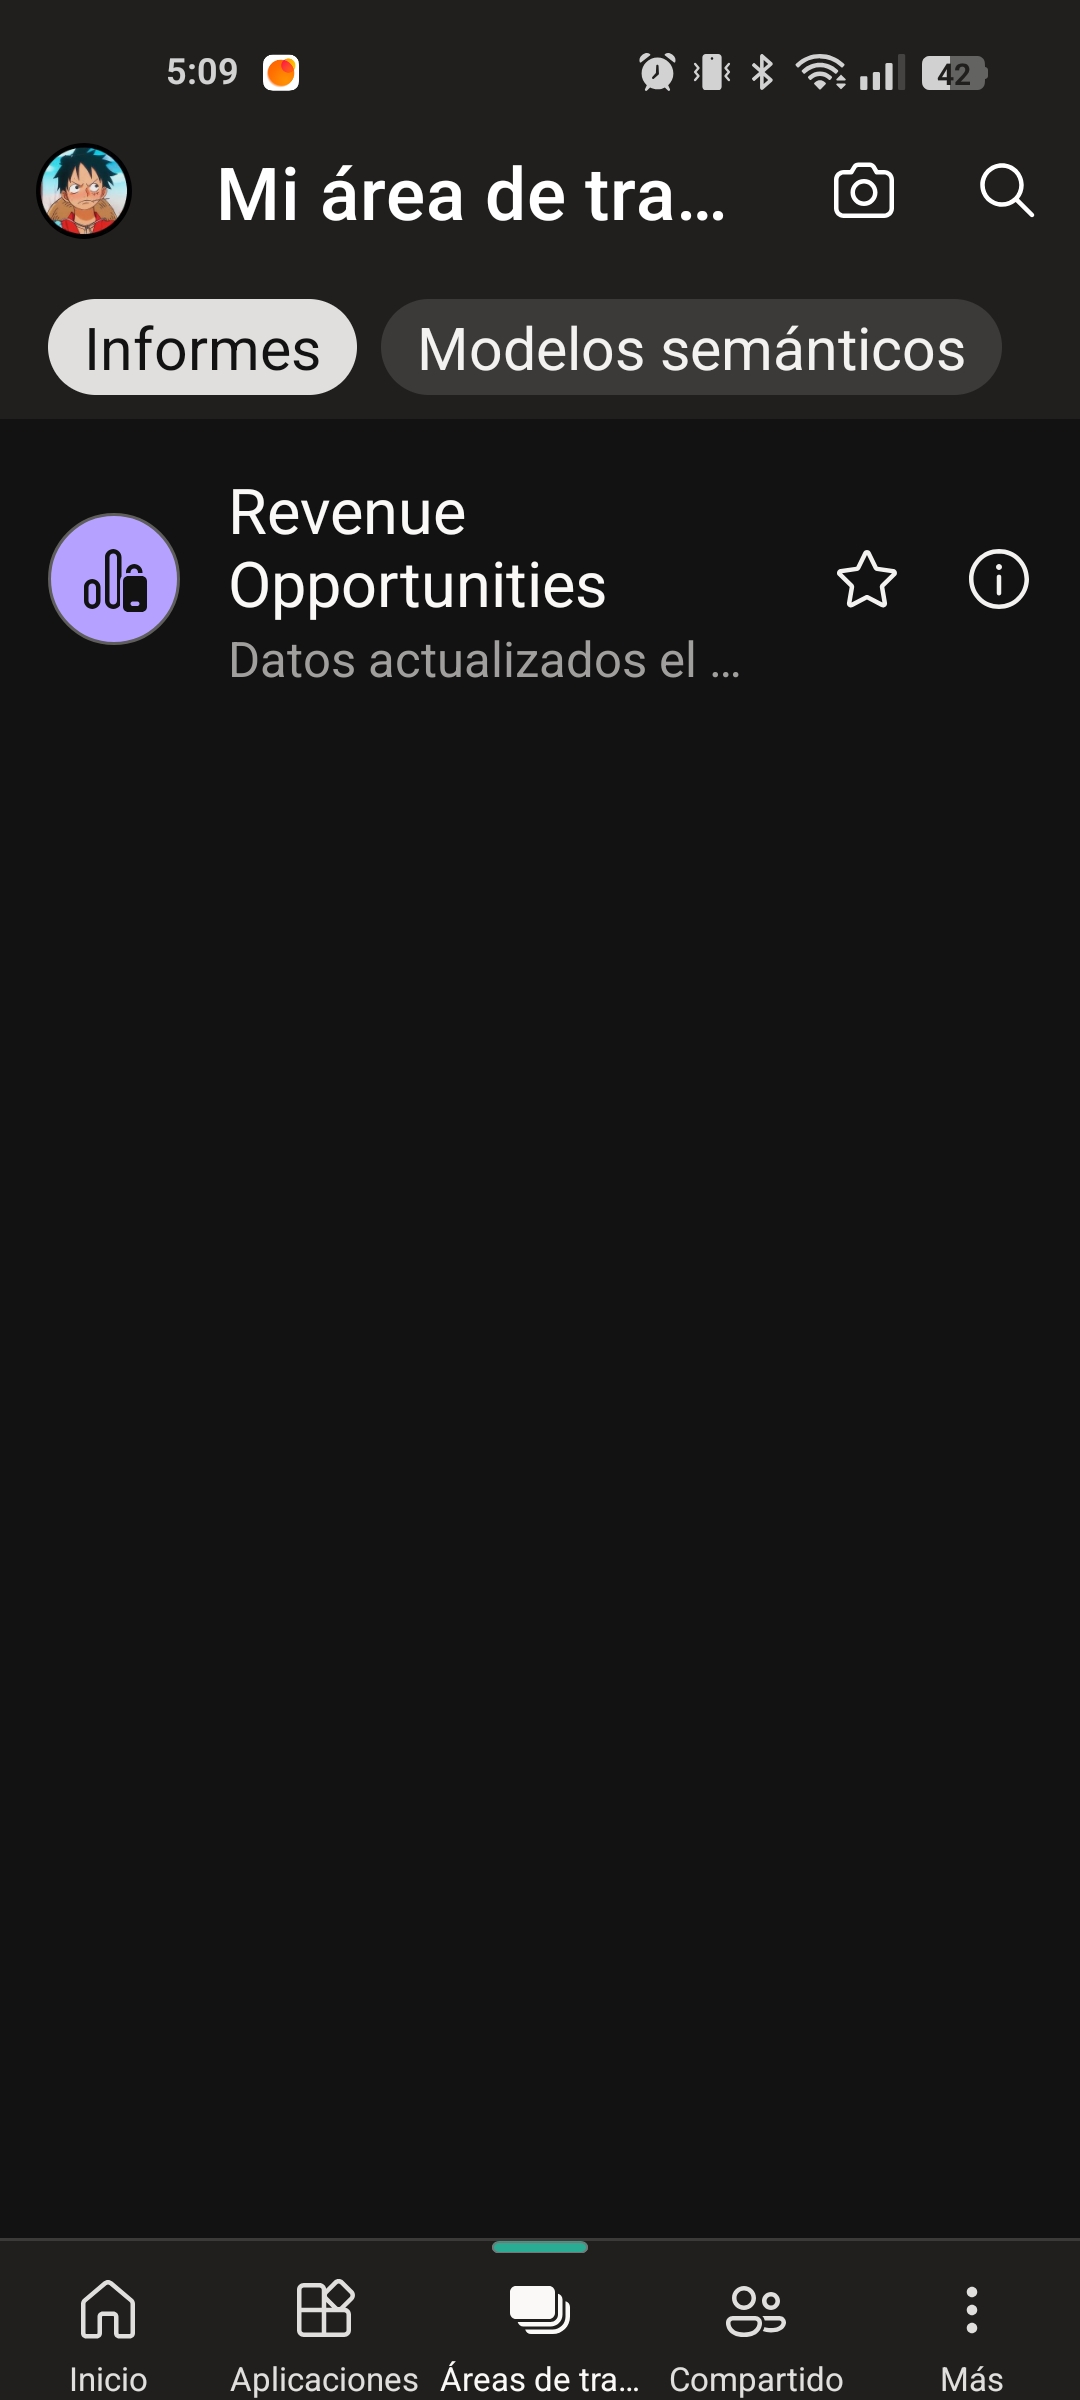 5:09
42
Mi área de tra...
Informes
Modelos semánticos
Revenue
Opportunities
Datos actualizados el ...
Inicio
Aplicaciones
Áreas de tra...
Compartido
Más